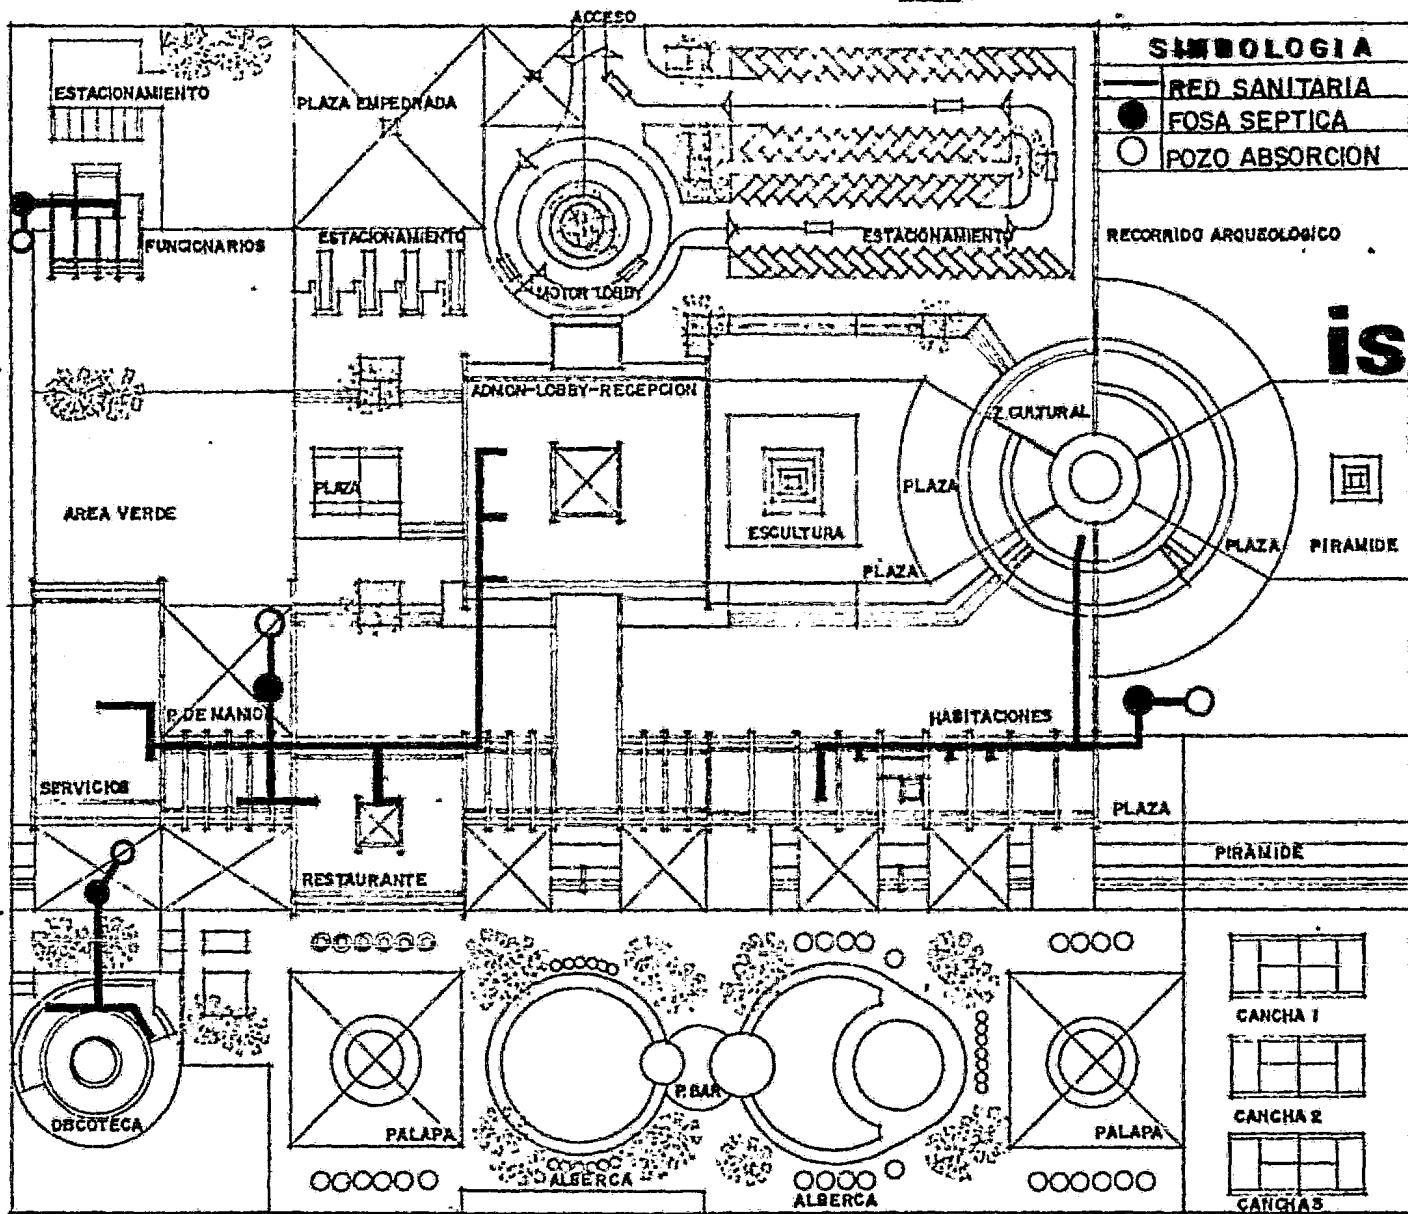 ACCESO
SIMBOLOGIA
RED SANITARIA
FOSA SEPTICA
POZO ABSORCION
ESTACIONAMIENTO
PLAZA EMPEDRADA
FUNCIONARIOS
ESTACIONAMIENTO
ESTACIONAMIENTO
RECORRIDO ARQUEOLOGICO
MOTOR LOBBY
is
ADMON-LOBBY-RECEPCION
Z. CULTURAL
PLAZA
PLAZA
AREA VERDE
ESCULTURA
PLAZA
PIRAMIDE
PLAZA
P. DE MANIO
HABITACIONES
SERVICIOS
PLAZA
PIRAMIDE
RESTAURANTE
CANCHA 1
P. BAR
CANCHA 2
DISCOTECA
PALAPA
PALAPA
ALBERCA
ALBERCA
CANCHA 3